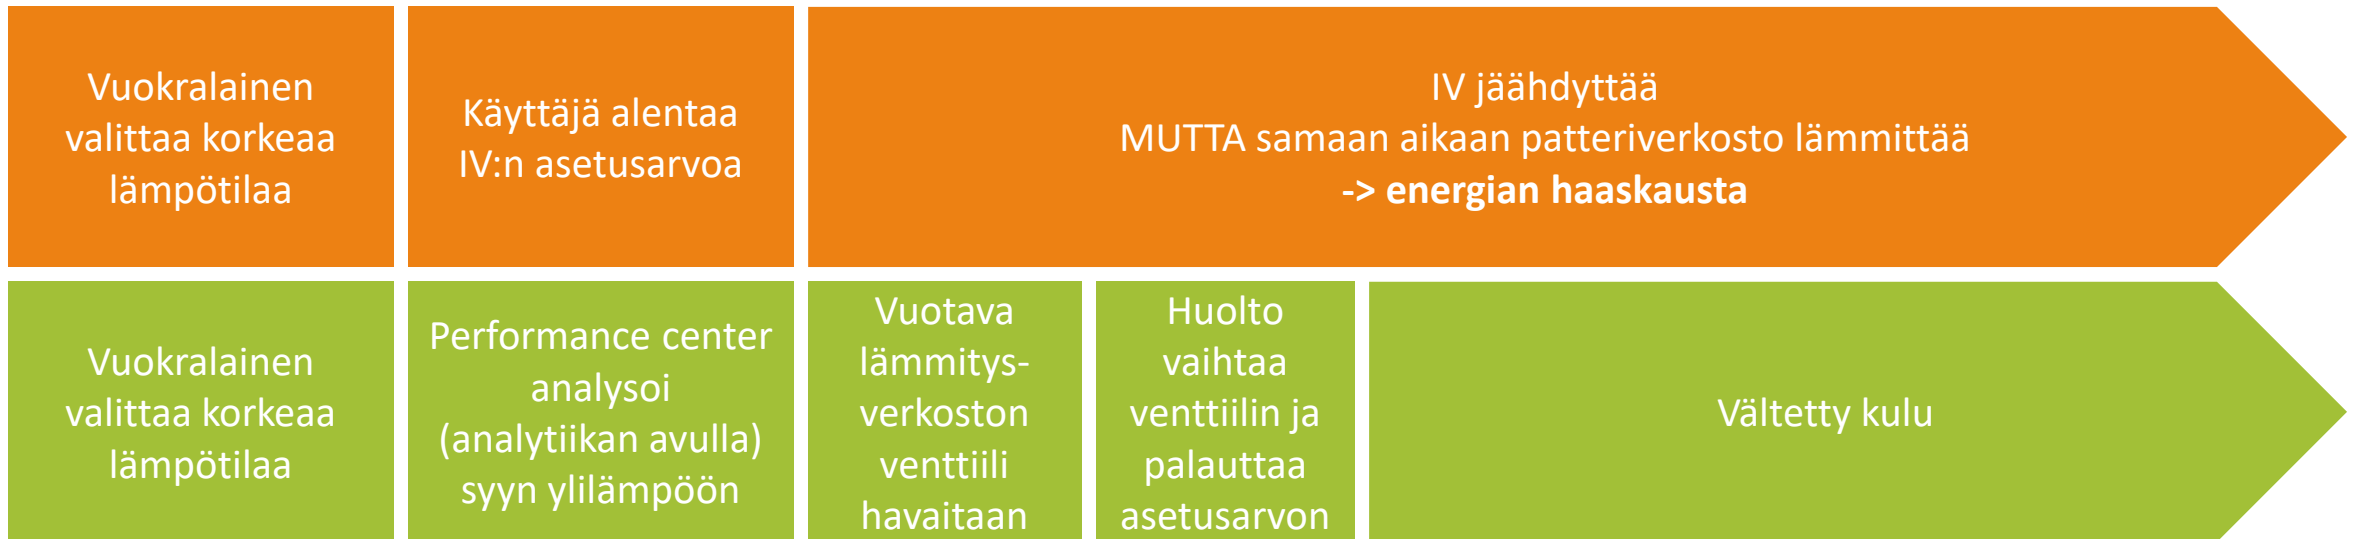 Vuokralainen
valittaa korkeaa
lämpötilaa
Käyttäjä alentaa
IV:n asetusarvoa
IV jäähdyttää
MUTTA samaan aikaan patteriverkosto lämmittää
-> energian haaskausta
Vuokralainen
valittaa korkeaa
lämpötilaa
Performance center
analysoi
(analytiikan avulla)
syyn ylilämpöön
Vuotava
lämmitys-
verkoston
venttiili
havaitaan
Huolto
vaihtaa
venttiilin ja
palauttaa
asetusarvon
Vältetty kulu